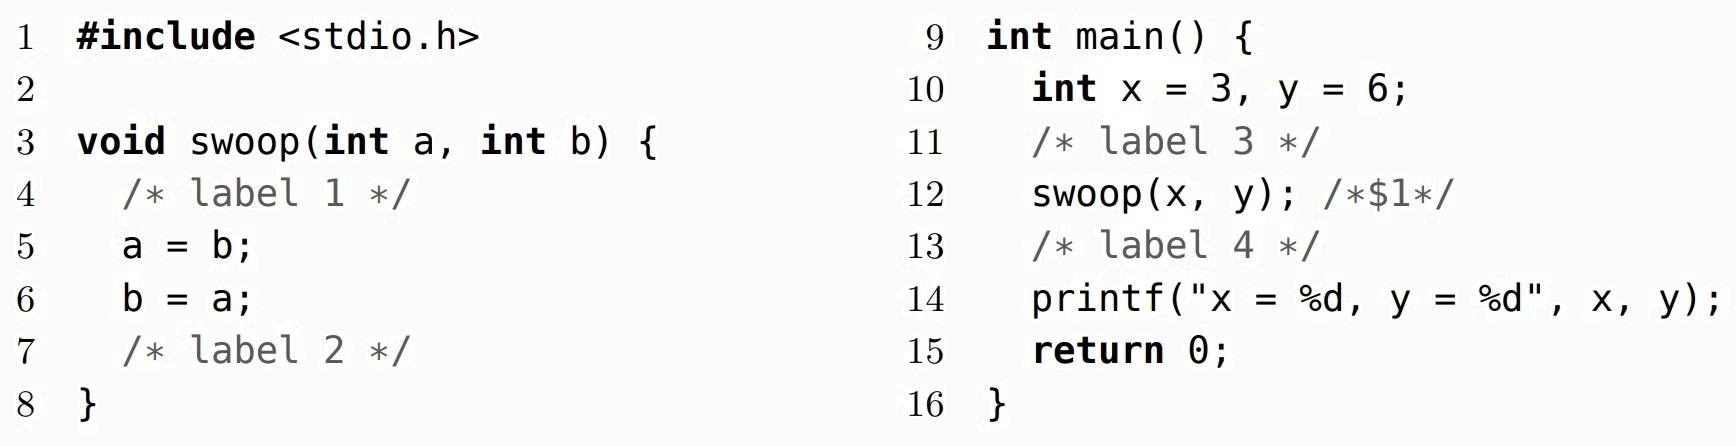 1 #include <stdio.h>
2
3 void swoop(int a, int b) {
4 /* label 1 */
5 a = b;
6 b = a;
7 /* label 2 */
8 }
9 int main() {
10 int x = 3, y = 6;
11 /* label 3 */
12 swoop(x, y); /*$1*/
13 /* label 4 */
14 printf("x = %d, y = %d", x, y);
15 return 0;
16 }